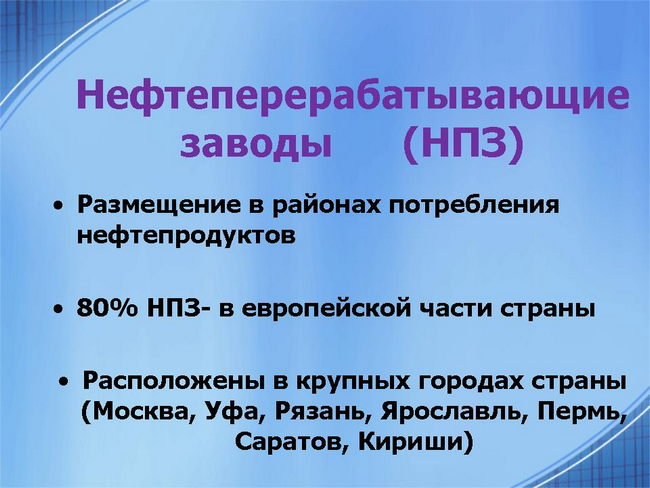 Нефтеперерабатывающие
заводы (НПЗ)
• Размещение в районах потребления
нефтепродуктов
• 80% НПЗ- в европейской части страны
• Расположены в крупных городах страны
(Москва, Уфа, Рязань, Ярославль, Пермь,
Саратов, Кириши)